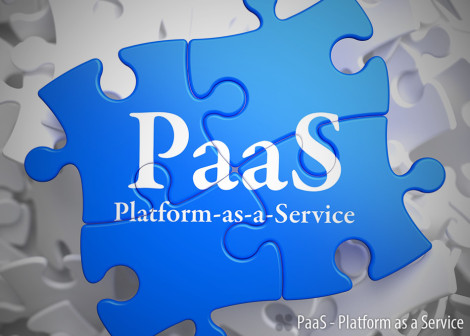 PaaS
Platform-as-a-Service
PaaS - Platform as a Service